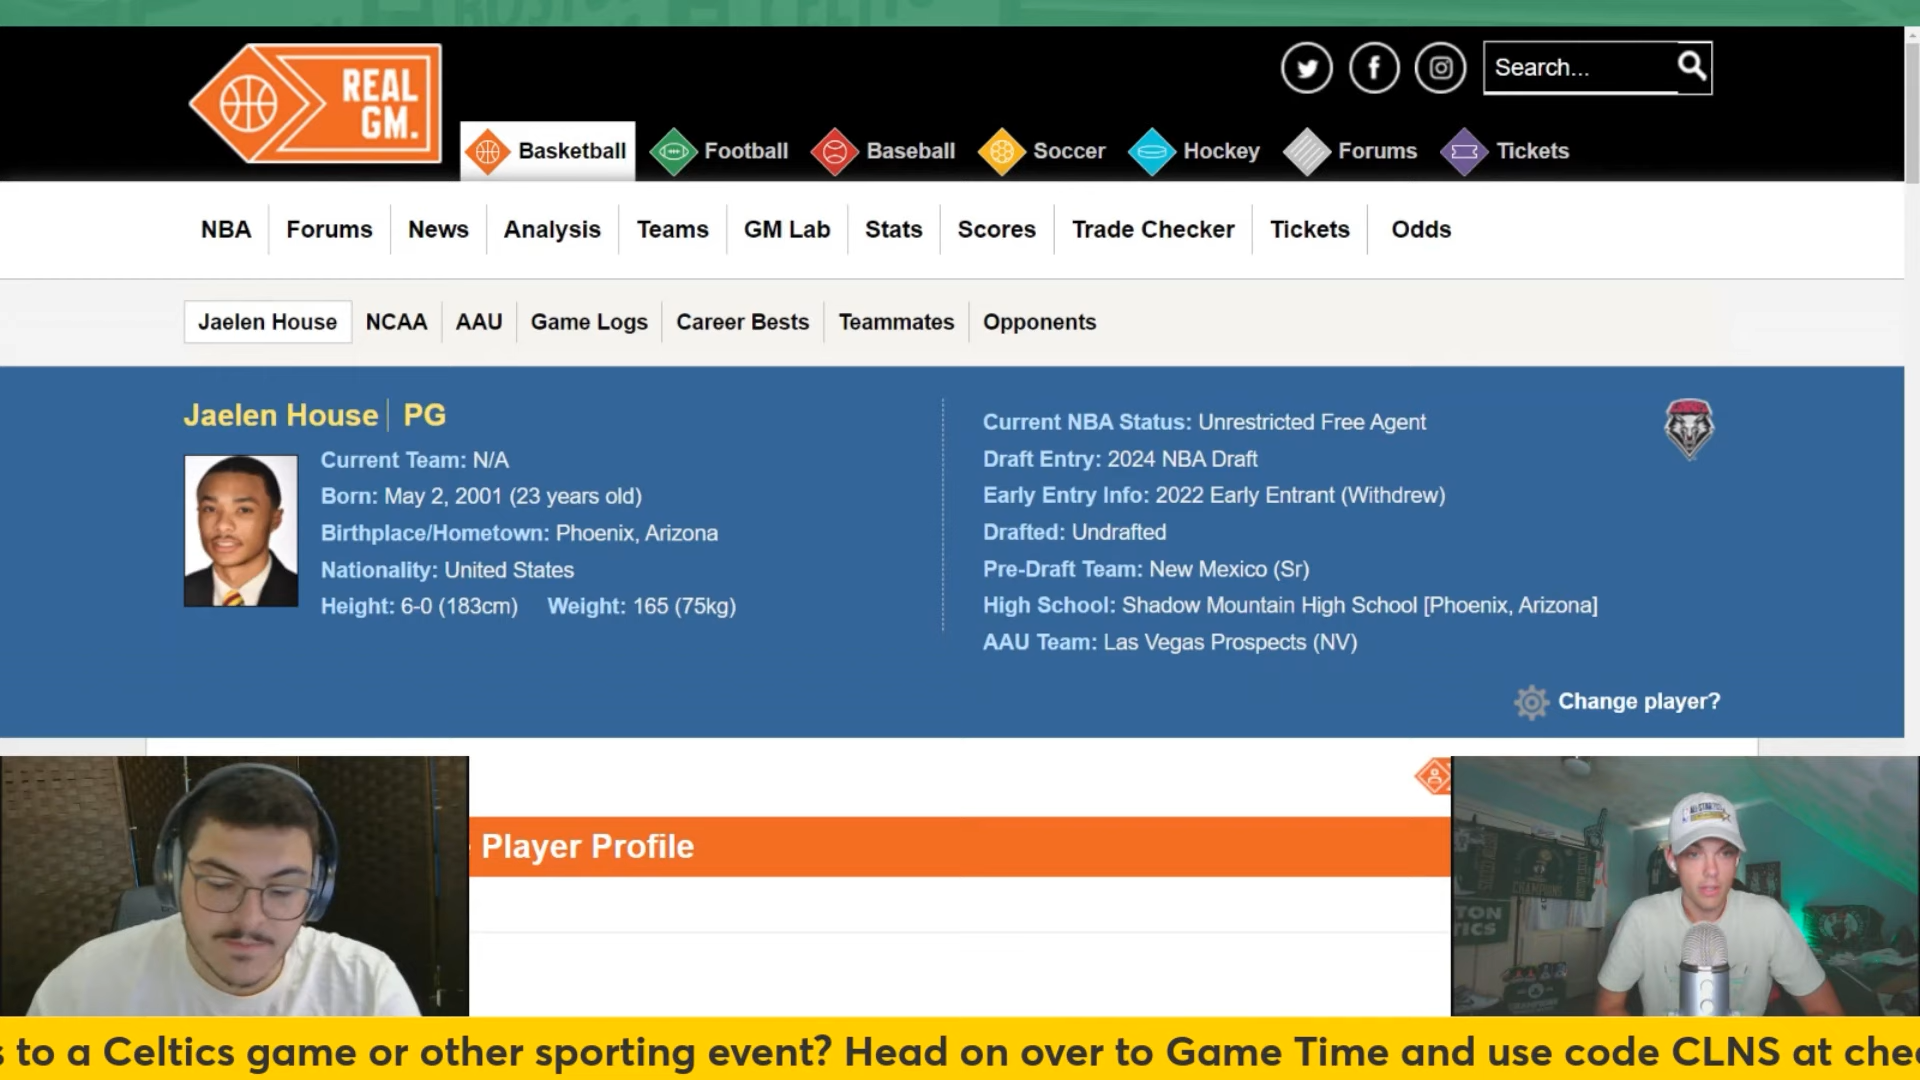 REAL
GM.
Search...
Basketball
Football
Baseball
Soccer
Hockey
Forums
Tickets
NBA
Forums
News
Analysis
Teams
GM Lab
Stats
Scores
Trade Checker
Tickets
Odds
Jaelen House
NCAA
AAU
Game Logs
Career Bests
Teammates
Opponents
Jaelen House PG
Current Team: N/A
Born: May 2, 2001 (23 years old)
Birthplace/Hometown: Phoenix, Arizona
Nationality: United States
Height: 6-0 (183cm) Weight: 165 (75kg)
Current NBA Status: Unrestricted Free Agent
Draft Entry: 2024 NBA Draft
Early Entry Info: 2022 Early Entrant (Withdrew)
Drafted: Undrafted
Pre-Draft Team: New Mexico (Sr)
High School: Shadow Mountain High School [Phoenix, Arizona]
AAU Team: Las Vegas Prospects (NV)
Change player?
Player Profile
CHAMPIONS
TON
TICS
s to a Celtics game or other sporting event? Head on over to Game Time and use code CLNS at chec